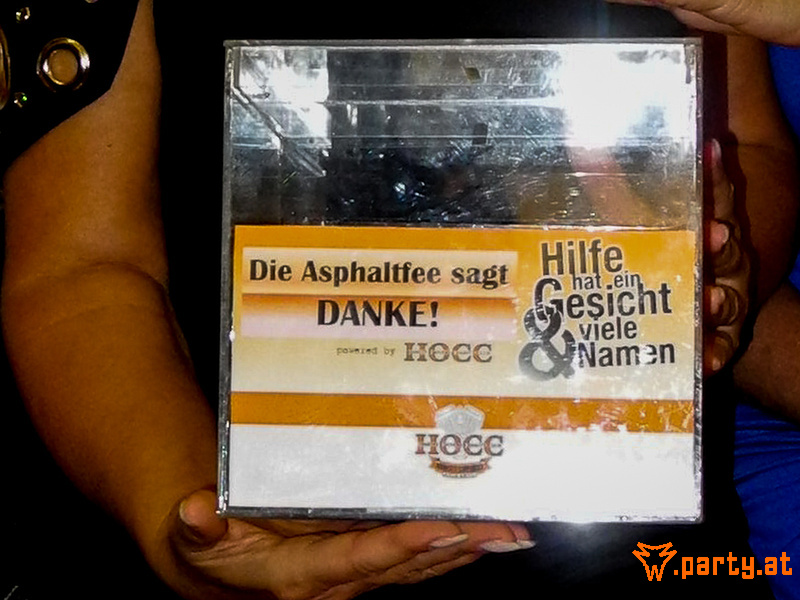 Die Asphaltfee sagt
DANKE!
powered by HOCC
Hilfe
hat ein
Gesicht
& viele
Namen
HOCC
.party.at